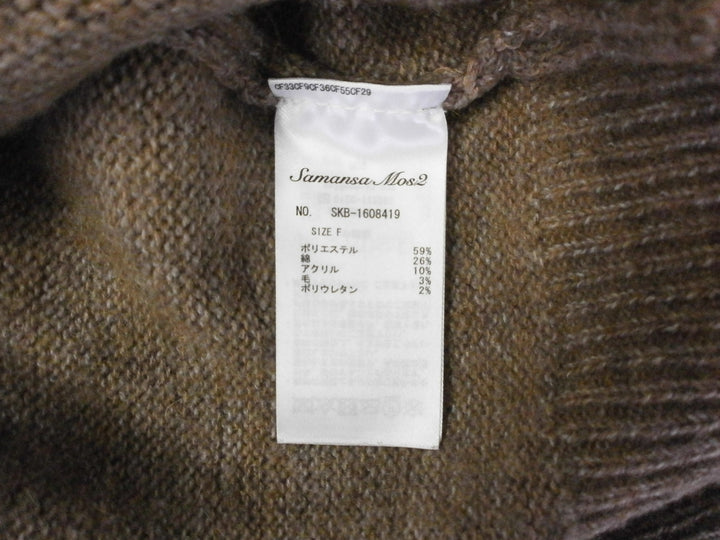 CF33CF9CF36CF55CF29
Samansa Mos2
NO. SKB-1608419
SIZE F
ポリエステル 59%
綿 26%
アクリル 10%
毛 3%
ポリウレタン 2%